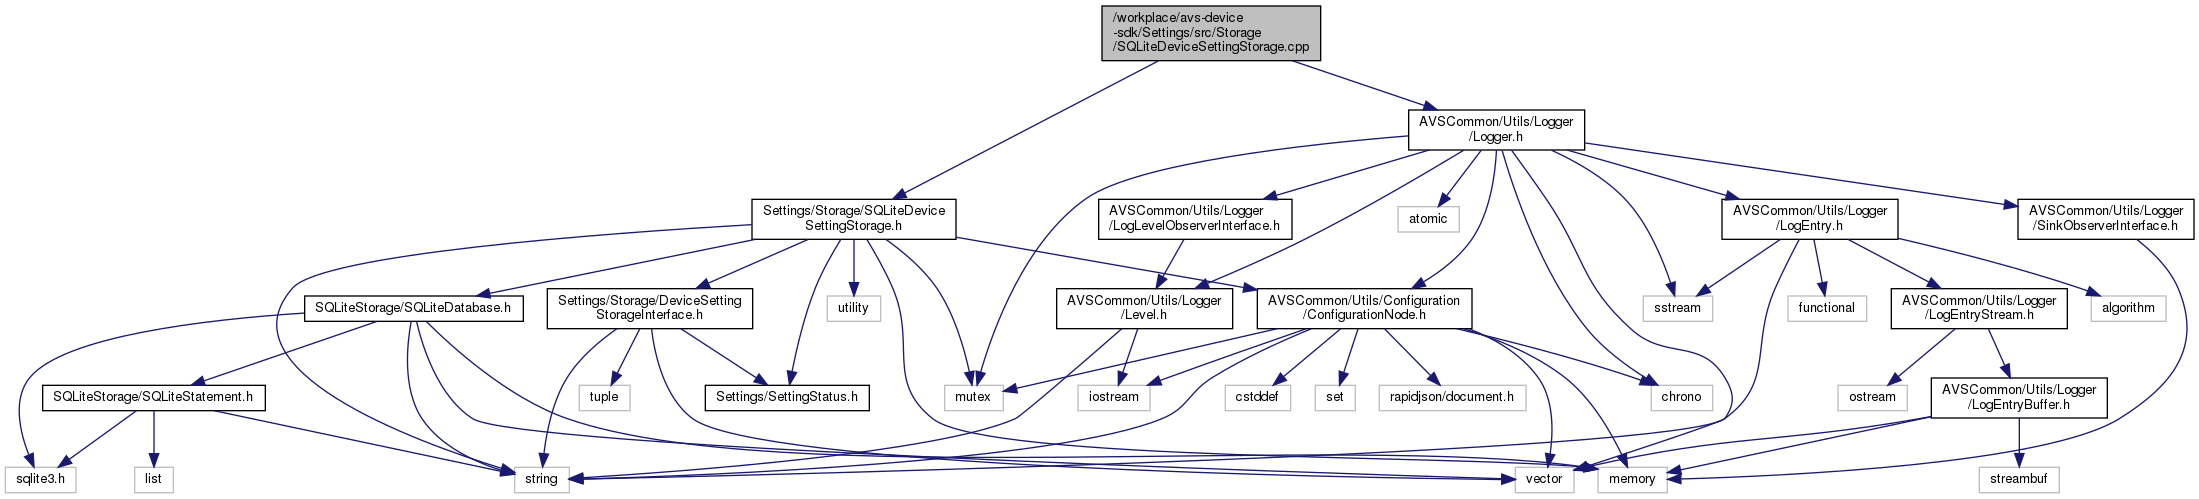 /workplace/avs-device
-sdk/Settings/src/Storage
/SQLiteDeviceSettingStorage.cpp
AVSCommon/Utils/Logger
/Logger.h
Settings/Storage/SQLiteDevice
SettingStorage.h
AVSCommon/Utils/Logger
/LogLevelObserverInterface.h
atomic
AVSCommon/Utils/Logger
/LogEntry.h
AVSCommon/Utils/Logger
/SinkObserverInterface.h
SQLiteStorage/SQLiteDatabase.h
Settings/Storage/DeviceSetting
StorageInterface.h
utility
AVSCommon/Utils/Logger
/Level.h
AVSCommon/Utils/Configuration
/ConfigurationNode.h
sstream
functional
AVSCommon/Utils/Logger
/LogEntryStream.h
algorithm
SQLiteStorage/SQLiteStatement.h
tuple
Settings/SettingStatus.h
mutex
iostream
cstddef
set
rapidjson/document.h
chrono
ostream
AVSCommon/Utils/Logger
/LogEntryBuffer.h
sqlite3.h
list
string
vector
memory
streambuf